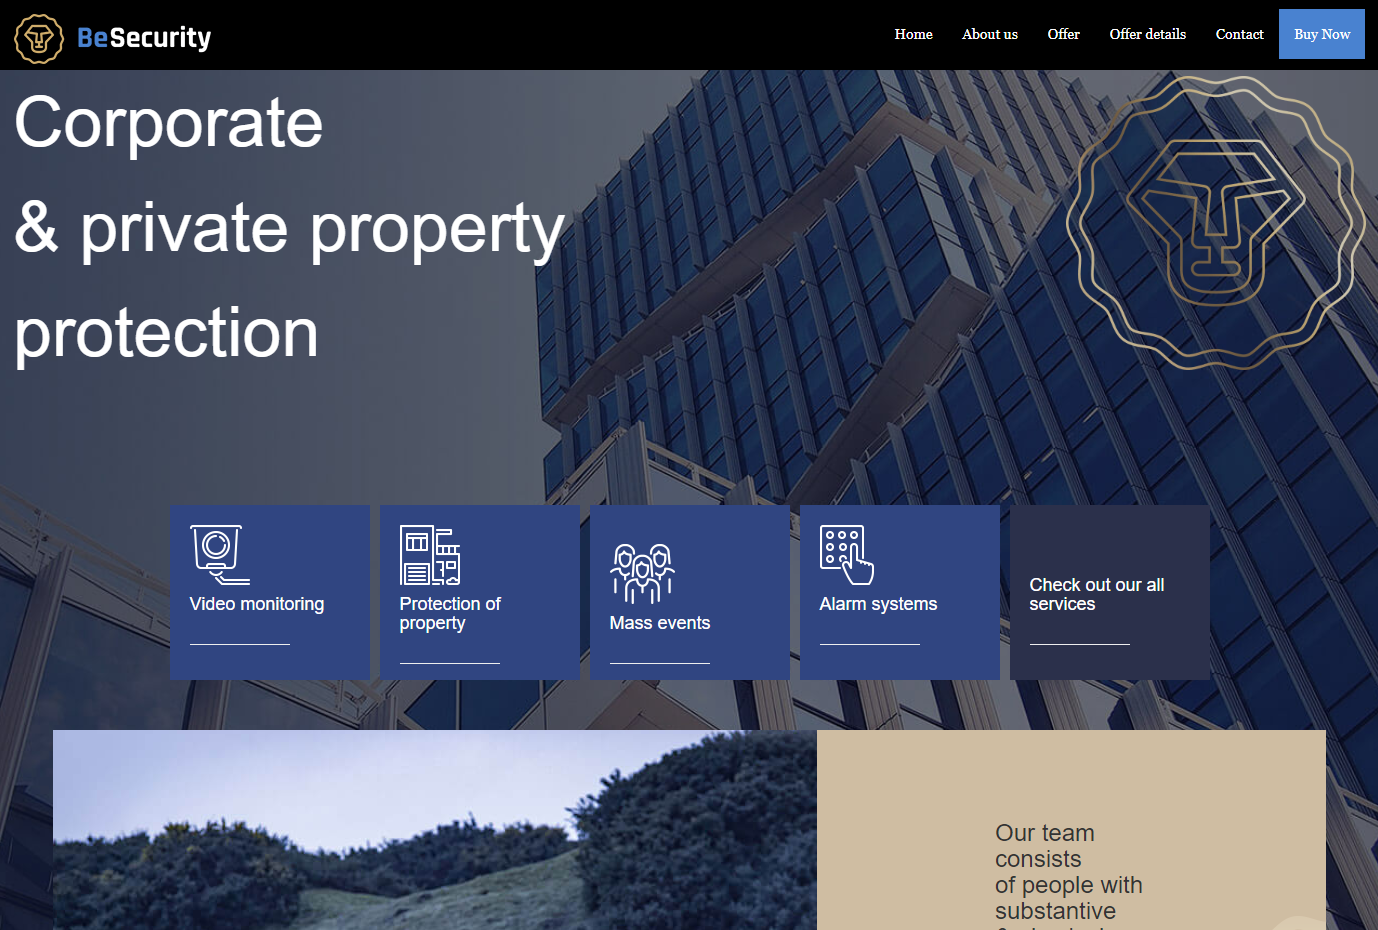 BeSecurity
Home
About us
Offer
Offer details
Contact
Buy Now
Corporate
& private property
protection
Video monitoring
Protection of
property
Mass events
Alarm systems
Check out our all
services
Our team
consists
of people with
substantive